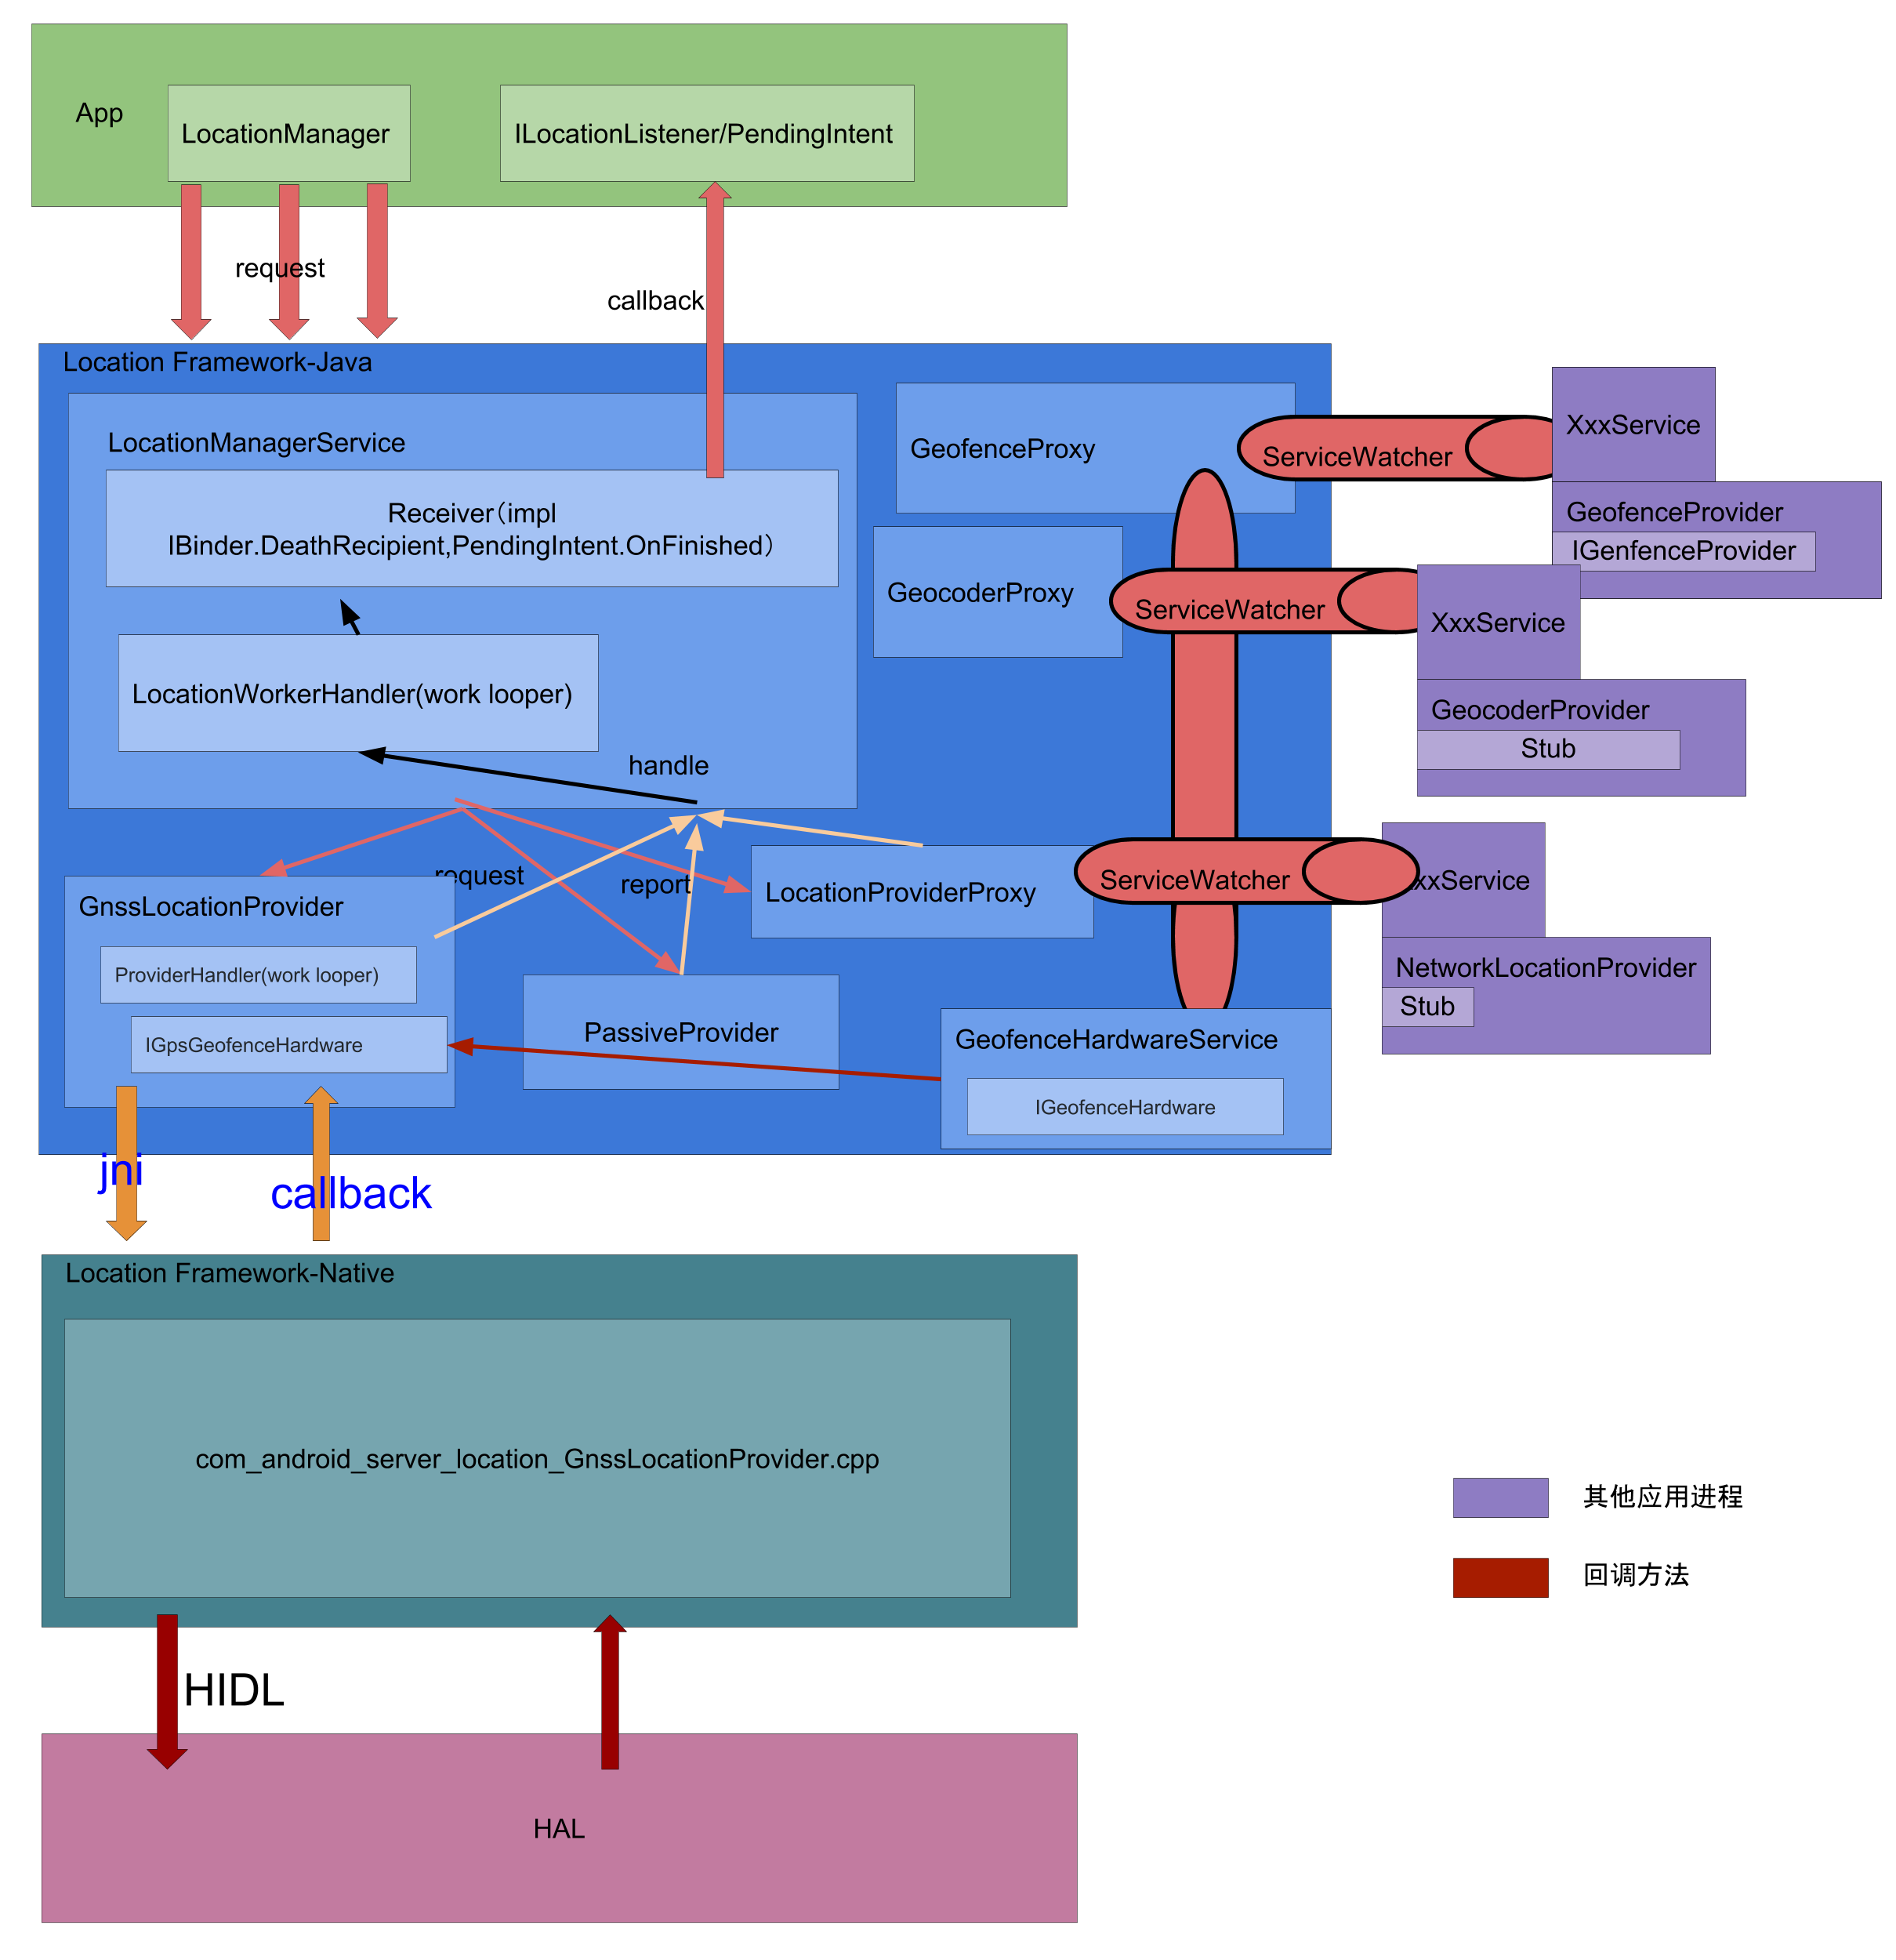 App
LocationManager
ILocationListener/PendingIntent
request
callback
Location Framework-Java
LocationManagerService
Receiver（impl
IBinder.DeathRecipient,PendingIntent.OnFinished）
LocationWorkerHandler(work looper)
handle
GeofenceProxy
ServiceWatcher
XxxService
GeofenceProvider
IGenfenceProvider
GeocoderProxy
ServiceWatcher
XxxService
GeocoderProvider
Stub
request
report
LocationProviderProxy
ServiceWatcher
xxService
NetworkLocationProvider
Stub
GnssLocationProvider
ProviderHandler(work looper)
IGpsGeofenceHardware
PassiveProvider
GeofenceHardwareService
IGeofenceHardware
jni
callback
Location Framework-Native
com_android_server_location_GnssLocationProvider.cpp
HIDL
HAL
其他应用进程
回调方法